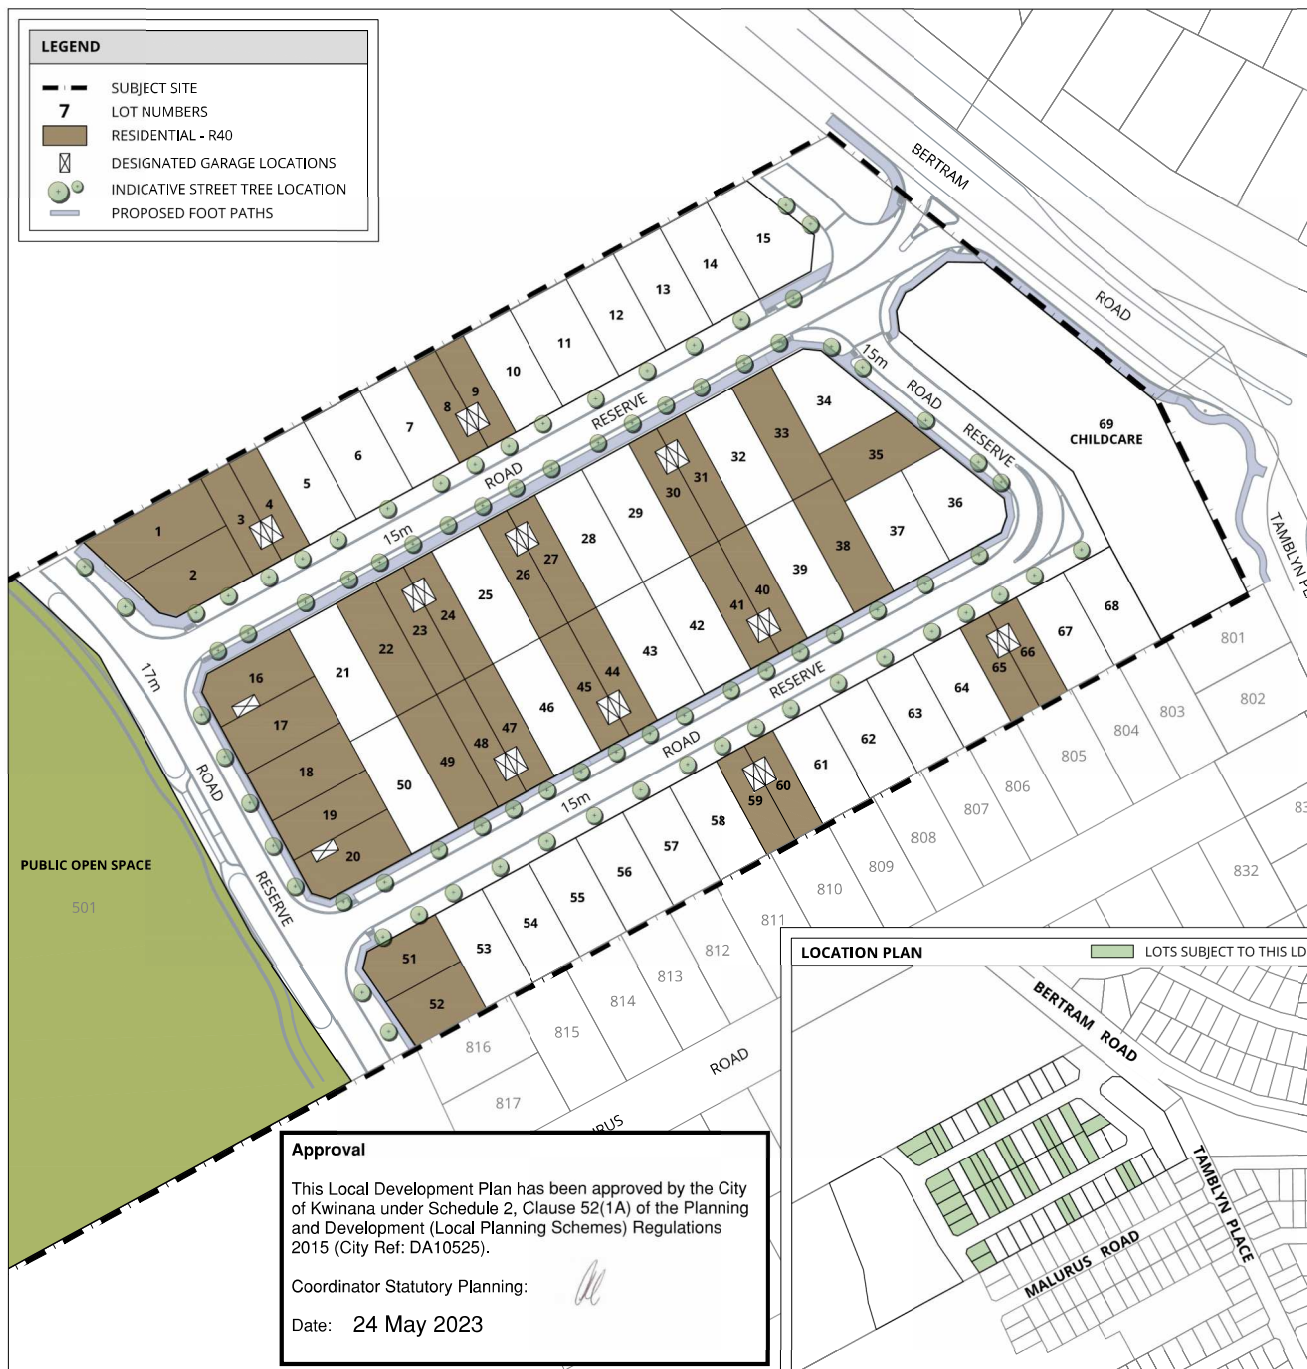 LEGEND
SUBJECT SITE
7 LOT NUMBERS
RESIDENTIAL - R40
DESIGNATED GARAGE LOCATIONS
INDICATIVE STREET TREE LOCATION
PROPOSED FOOT PATHS
BERTRAM
ROAD
15
14
13
12
11
10
9
8
7
6
5
4
3
1
2
15m
ROAD
RESERVE
15m
ROAD
RESERVE
34
33
35
32
31
30
29
28
27
26
25
24
23
22
21
16
17
18
19
20
36
37
38
39
40
41
42
43
44
45
46
47
48
49
50
69
CHILDCARE
TAMBLYN PL
17m
ROAD
RESERVE
15m
ROAD
RESERVE
68
67
66
65
64
63
62
61
60
59
58
57
56
55
54
53
51
52
801
802
803
804
805
806
807
808
809
810
811
812
813
814
815
816
817
832
83
PUBLIC OPEN SPACE
501
ROAD
URUS
Approval
This Local Development Plan has been approved by the City
of Kwinana under Schedule 2, Clause 52(1A) of the Planning
and Development (Local Planning Schemes) Regulations
2015 (City Ref: DA10525).
Coordinator Statutory Planning:
Date: 24 May 2023
LOCATION PLAN
LOTS SUBJECT TO THIS LD
BERTRAM ROAD
TAMBLYN PLACE
MALURUS ROAD